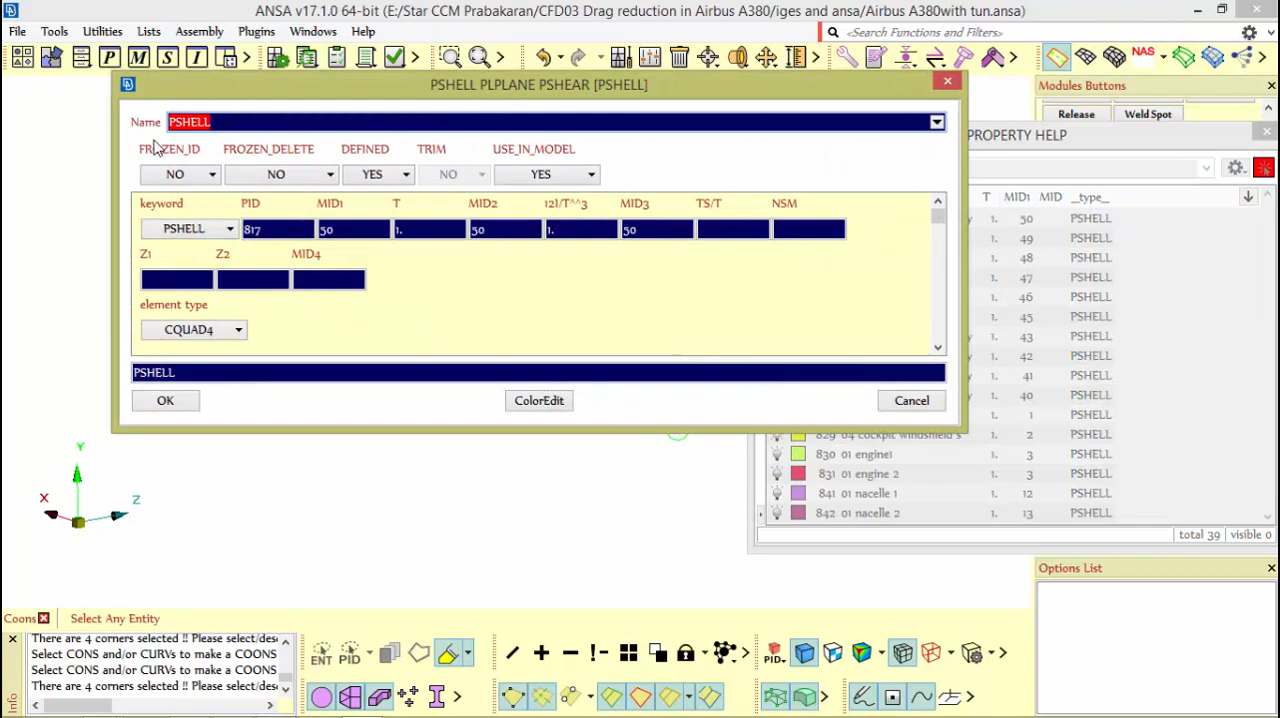 ANSA v17.1.0 64-bit (E:/Star CCM Prabakaran/CFD03 Drag reduction in Airbus A380/iges and ansa/Airbus A380with tun.ansa)
File Tools Utilities Lists Assembly Plugins Windows Help
<Search Functions and Filters>
P M S I NAS
Modules Buttons
Release Weld Spot
PSHELL PLPLANE PSHEAR [PSHELL]
Name PSHELL
FROZEN_ID FROZEN_DELETE DEFINED TRIM USE_IN_MODEL
NO NO YES NO YES
keyword PID MID1 T MID2 12I/T^^3 MID3 TS/T NSM
PSHELL 817 50 1. 50 1. 50
Z1 Z2 MID4
element type
CQUAD4
PSHELL
OK ColorEdit Cancel
PROPERTY HELP
T MID1 MID _type_
1. 50 PSHELL
1. 49 PSHELL
1. 48 PSHELL
1. 47 PSHELL
1. 46 PSHELL
1. 45 PSHELL
y 1. 43 PSHELL
y 1. 42 PSHELL
y 1. 41 PSHELL
y 1. 40 PSHELL
1. 1 PSHELL
829 04 cockpit windshield s 1. 2 PSHELL
830 01 engine1 1. 3 PSHELL
831 01 engine 2 1. 3 PSHELL
841 01 nacelle 1 1. 12 PSHELL
842 01 nacelle 2 1. 13 PSHELL
total 39 visible 0
Y
X
Z
Options List
Coons Select Any Entity
There are 4 corners selected !! Please select/des
Select CONS and/or CURVs to make a COONS
Select CONS and/or CURVs to make a COONS
There are 4 corners selected !! Please select/des
Info
ENT PID
PID